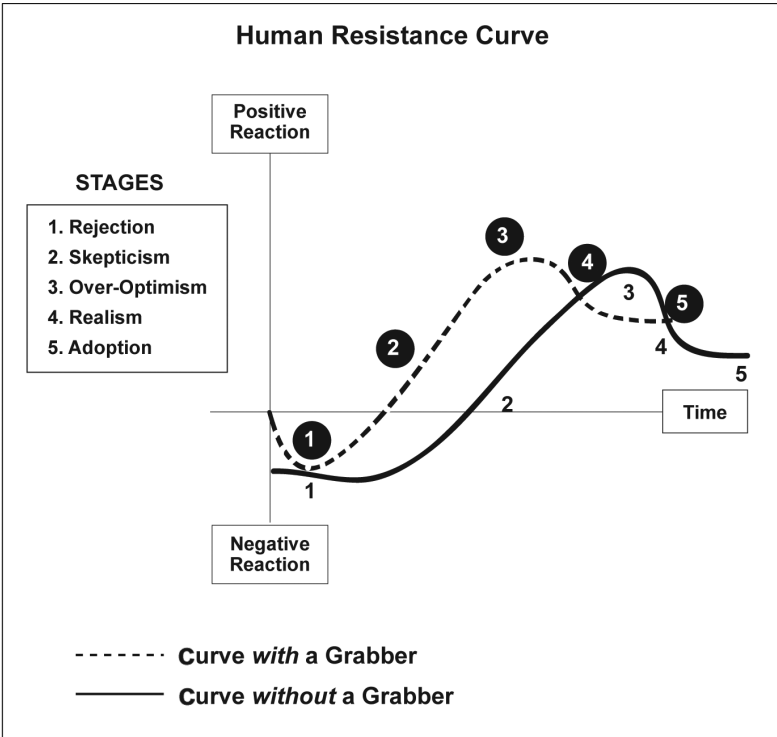 Human Resistance Curve
Positive
Reaction
STAGES
1. Rejection
2. Skepticism
3. Over-Optimism
4. Realism
5. Adoption
3
4
3
5
2
4
5
2
Time
1
1
Negative
Reaction
Curve with a Grabber
Curve without a Grabber